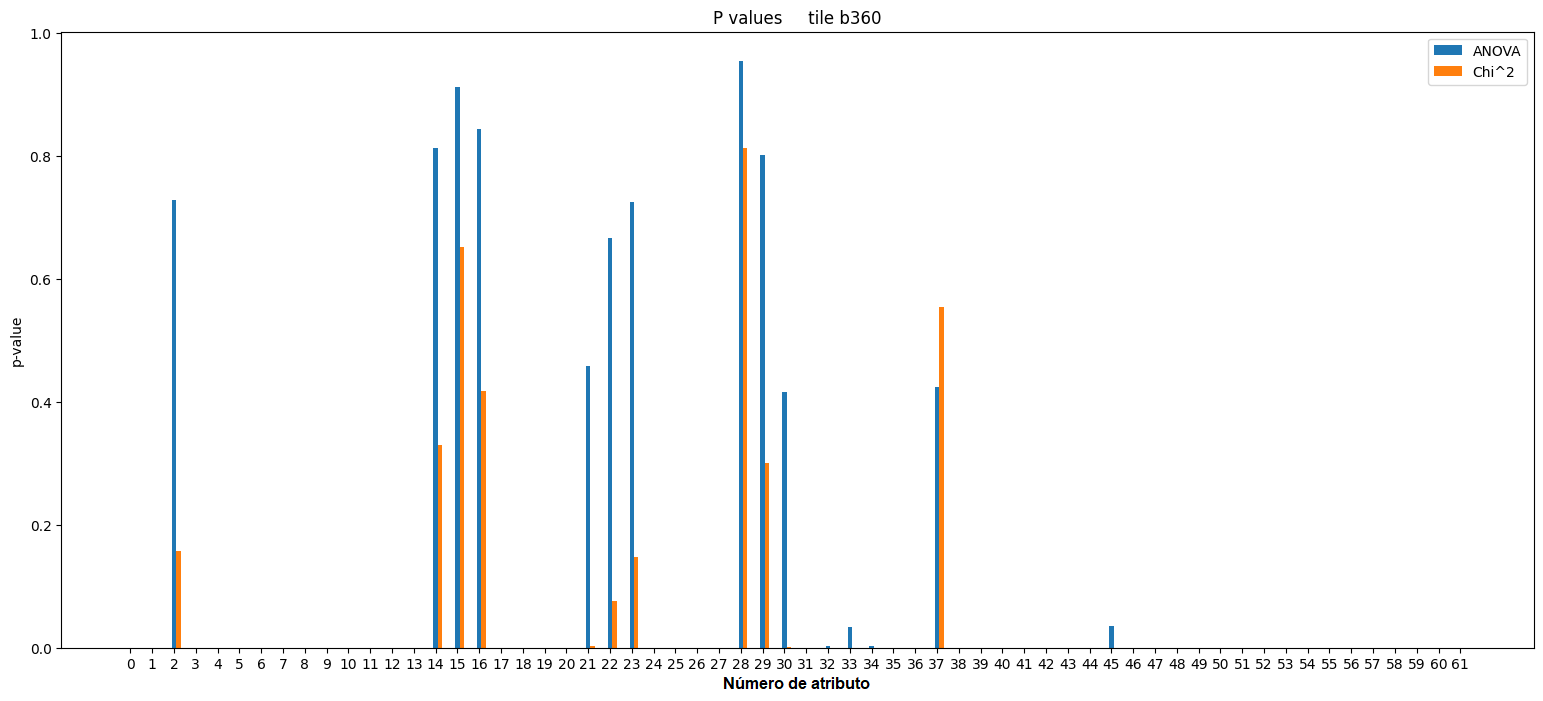 P values     tile b360
ANOVA
Chi^2
p-value
1.0
0.8
0.6
0.4
0.2
0.0
0 1 2 3 4 5 6 7 8 9 10 11 12 13 14 15 16 17 18 19 20 21 22 23 24 25 26 27 28 29 30 31 32 33 34 35 36 37 38 39 40 41 42 43 44 45 46 47 48 49 50 51 52 53 54 55 56 57 58 59 60 61
Número de atributo